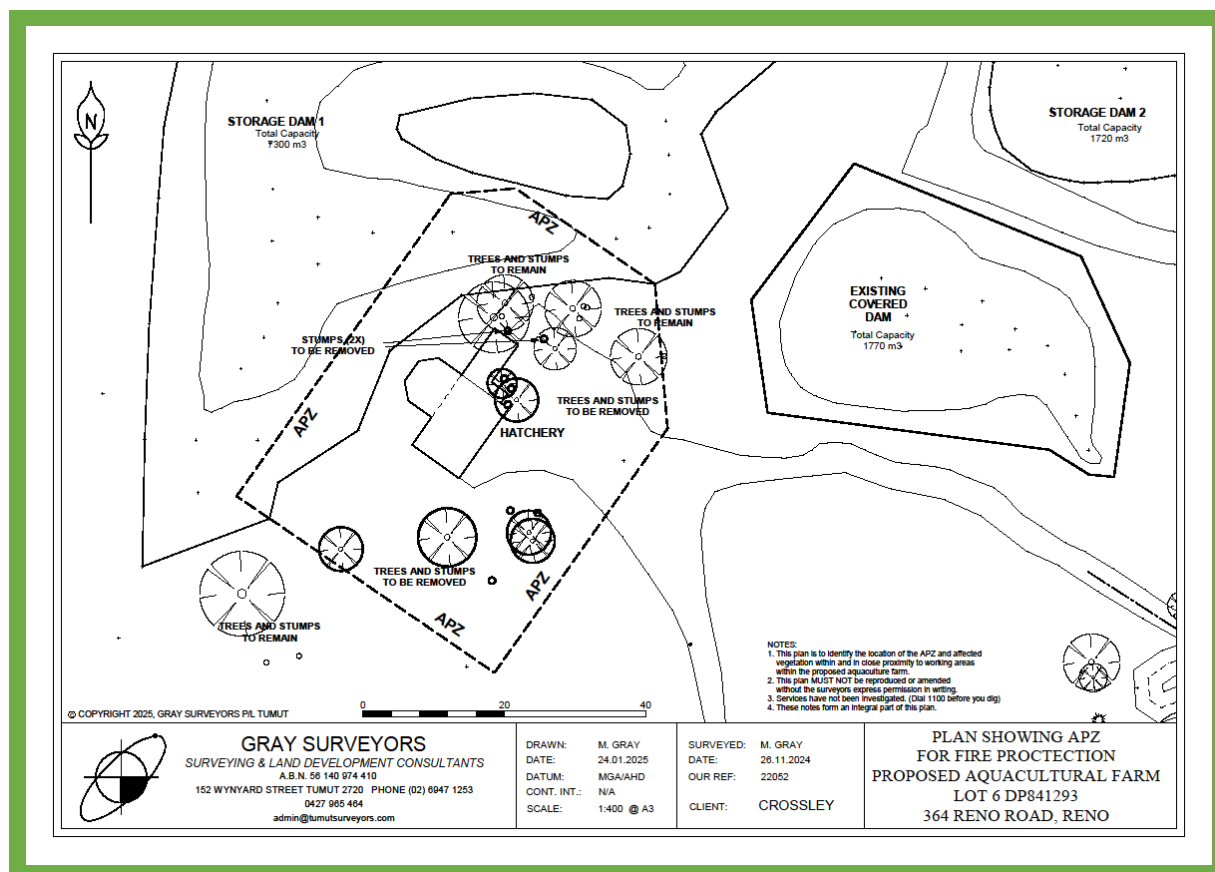 N
STORAGE DAM 1
Total Capacity
7300 m3
STORAGE DAM 2
Total Capacity
1720 m3
APZ
TREES AND STUMPS
TO REMAIN
TREES AND STUMPS
TO REMAIN
EXISTING
COVERED
DAM
Total Capacity
1770 m3
STUMPS (2X)
TO BE REMOVED
TREES AND STUMPS
TO BE REMOVED
APZ
HATCHERY
TREES AND STUMPS
TO BE REMOVED
APZ
APZ
TREES AND STUMPS
TO REMAIN
NOTES:
1. This plan is to identify the location of the APZ and affected
vegetation within and in close proximity to working areas
within the proposed aquaculture farm.
2. This plan MUST NOT be reproduced or amended
without the surveyors express permission in writing.
3. Services have not been investigated. (Dial 1100 before you dig)
4. These notes form an integral part of this plan.
© COPYRIGHT 2025, GRAY SURVEYORS P/L TUMUT
0 20 40
GRAY SURVEYORS
SURVEYING & LAND DEVELOPMENT CONSULTANTS
A.B.N. 56 140 974 410
152 WYNYARD STREET TUMUT 2720 PHONE (02) 6947 1253
0427 965 464
admin@tumutsurveyors.com
DRAWN: M. GRAY
DATE: 24.01.2025
DATUM: MGA/AHD
CONT. INT.: N/A
SCALE: 1:400 @ A3
SURVEYED: M. GRAY
DATE: 26.11.2024
OUR REF: 22052
CLIENT: CROSSLEY
PLAN SHOWING APZ
FOR FIRE PROCTECTION
PROPOSED AQUACULTURAL FARM
LOT 6 DP841293
364 RENO ROAD, RENO